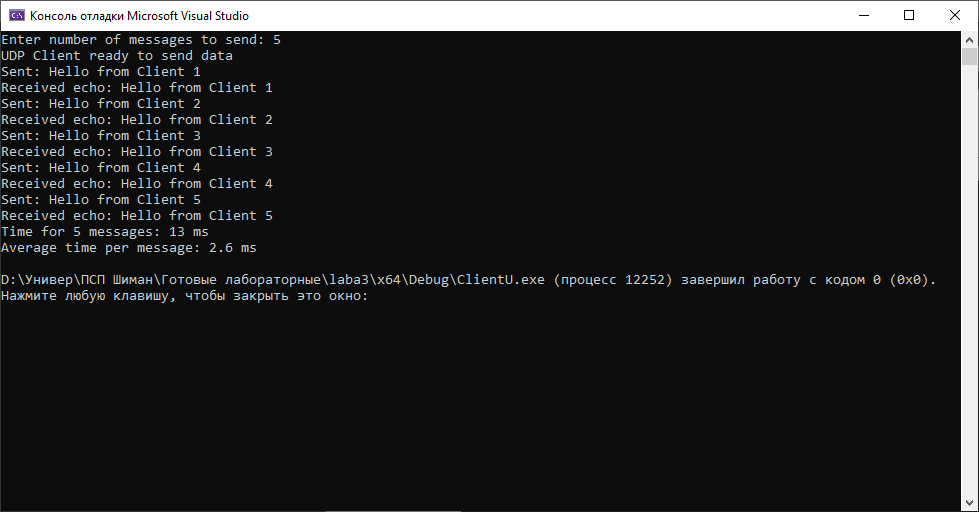 Консоль отладки Microsoft Visual Studio
Enter number of messages to send: 5
UDP Client ready to send data
Sent: Hello from Client 1
Received echo: Hello from Client 1
Sent: Hello from Client 2
Received echo: Hello from Client 2
Sent: Hello from Client 3
Received echo: Hello from Client 3
Sent: Hello from Client 4
Received echo: Hello from Client 4
Sent: Hello from Client 5
Received echo: Hello from Client 5
Time for 5 messages: 13 ms
Average time per message: 2.6 ms
D:\Универ\ПСП Шиман\Готовые лабораторные\laba3\x64\Debug\ClientU.exe (процесс 12252) завершил работу с кодом 0 (0x0).
Нажмите любую клавишу, чтобы закрыть это окно: